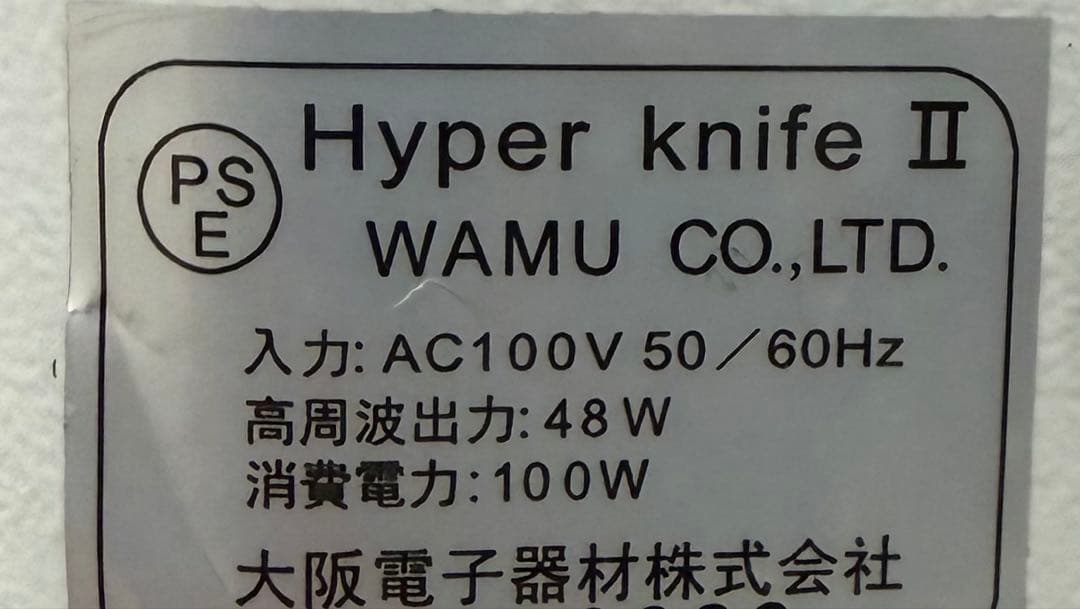 PS
E
Hyper knife Ⅱ
WAMU CO.,LTD.
入力: AC100V 50／60Hz
高周波出力: 48W
消費電力: 100W
大阪電子器材株式会社